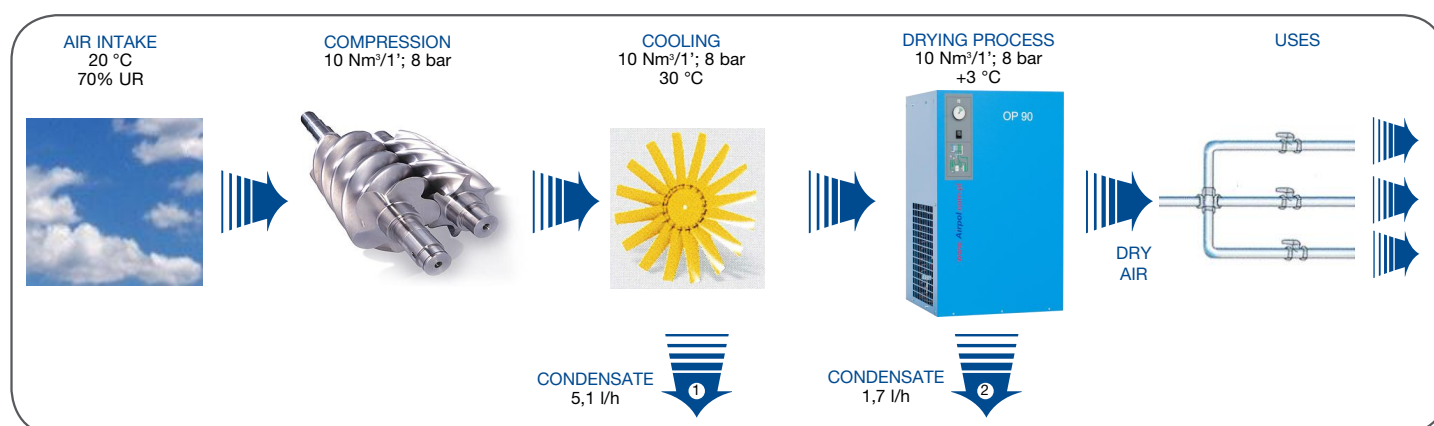 AIR INTAKE
20 °C
70% UR
COMPRESSION
10 Nm³/1’; 8 bar
COOLING
10 Nm³/1’; 8 bar
30 °C
DRYING PROCESS
10 Nm³/1’; 8 bar
+3 °C
USES
OP 90
Airpol
DRY
AIR
CONDENSATE
5,1 l/h
1
CONDENSATE
1,7 l/h
2